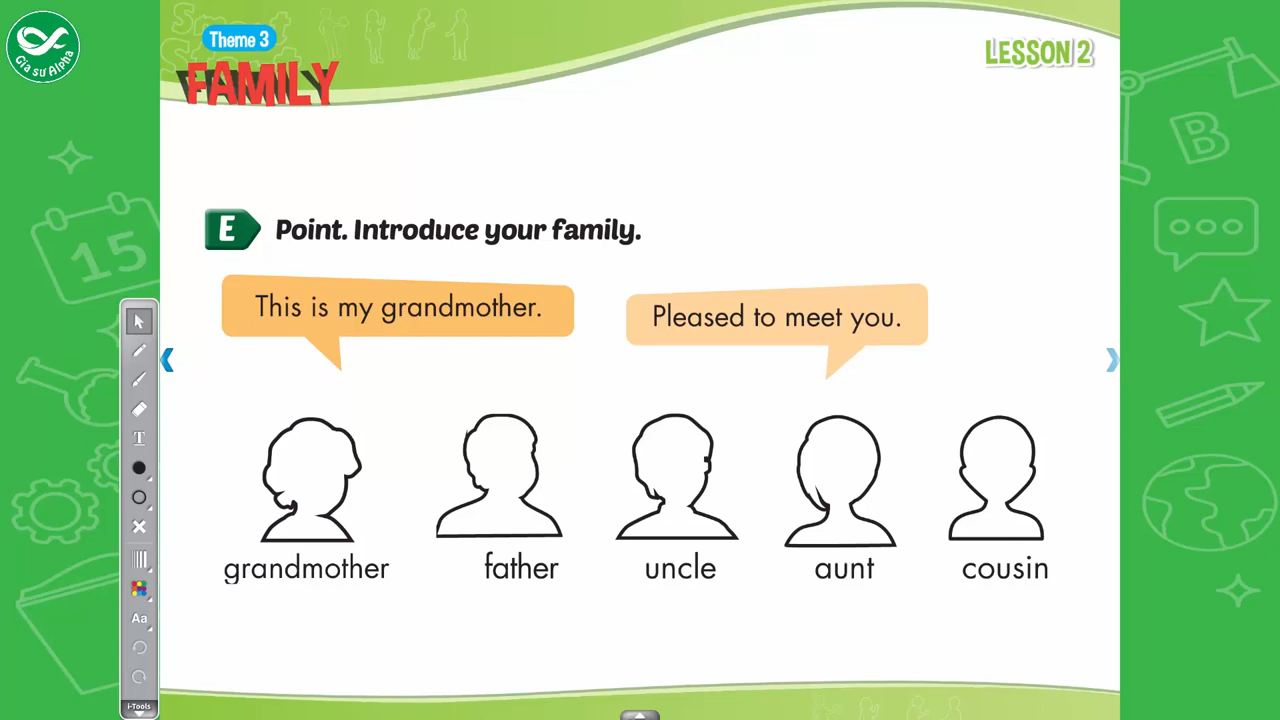 Gia sư Alpha
Theme 3
FAMILY
LESSON 2
15
B
E
Point. Introduce your family.
This is my grandmother.
Pleased to meet you.
grandmother
father
uncle
aunt
cousin
T
Aa
i-Tools